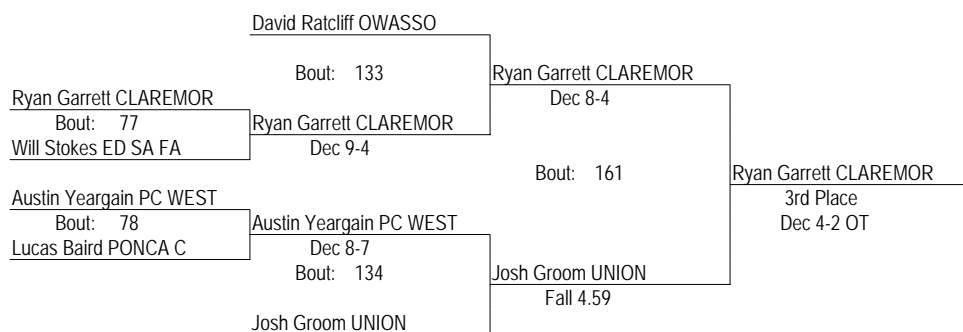 David Ratcliff OWASSO
Bout: 133
Ryan Garrett CLAREMOR
Dec 8-4
Ryan Garrett CLAREMOR
Bout: 77
Ryan Garrett CLAREMOR
Dec 9-4
Will Stokes ED SA FA
Bout: 161
Ryan Garrett CLAREMOR
3rd Place
Dec 4-2 OT
Austin Yeargain PC WEST
Bout: 78
Austin Yeargain PC WEST
Dec 8-7
Lucas Baird PONCA C
Bout: 134
Josh Groom UNION
Fall 4.59
Josh Groom UNION